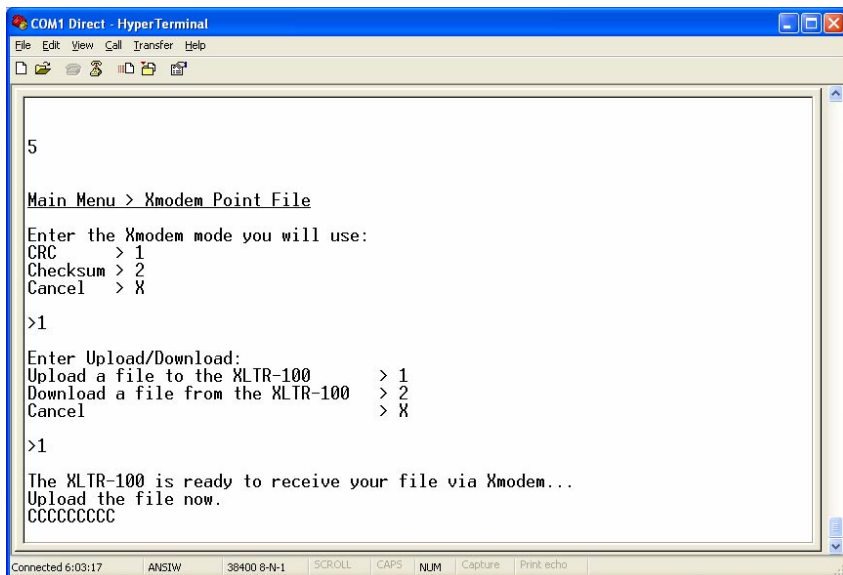 COM1 Direct - HyperTerminal
File Edit View Call Transfer Help
5
Main Menu > Xmodem Point File
Enter the Xmodem mode you will use:
CRC > 1
Checksum > 2
Cancel > X
>1
Enter Upload/Download:
Upload a file to the XLTR-100 > 1
Download a file from the XLTR-100 > 2
Cancel > X
>1
The XLTR-100 is ready to receive your file via Xmodem...
Upload the file now.
CCCCCCCCC
Connected 6:03:17 ANSIW 38400 8-N-1 SCROLL CAPS NUM Capture Print echo